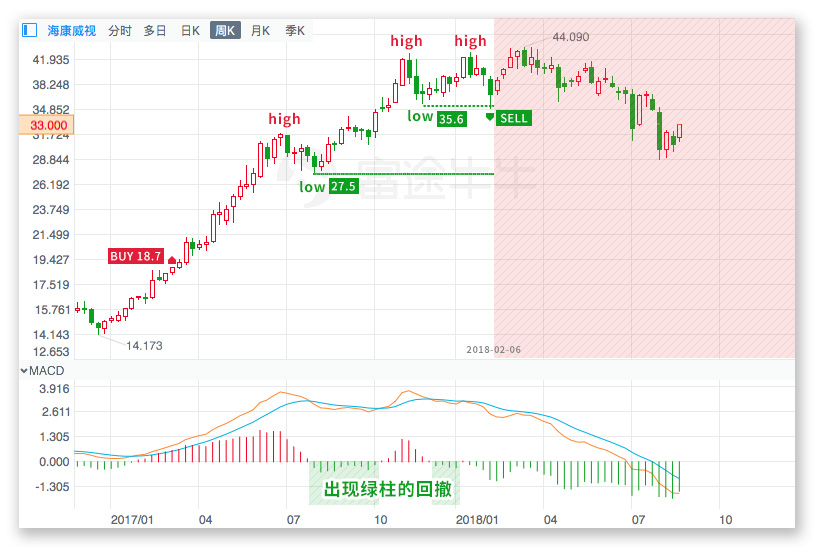 海康威视 分时 多日 日K 周K 月K 季K
44.090
high high
41.935
38.248
34.852
low 35.6 SELL
high
33.000
31.724
28.844
富途牛牛
26.192
low 27.5
23.749
21.499
BUY 18.7
19.427
17.519
15.761
14.143
14.173
12.653
2018-02-06
MACD
3.916
2.611
1.305
0.000
-1.305
出现绿柱的回撤
2017/01 04 07 10 2018/01 04 07 10